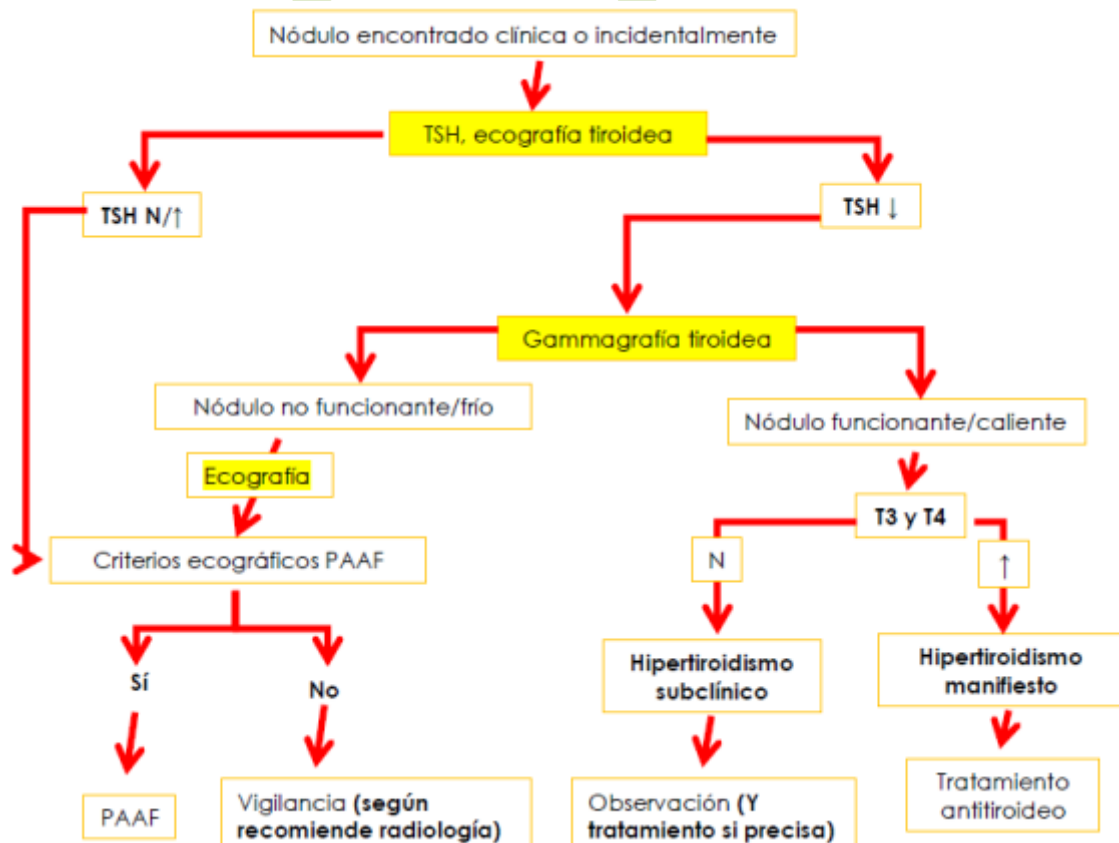 Nódulo encontrado clínica o incidentalmente
TSH, ecografía tiroidea
TSH N/↑
TSH ↓
Gammagrafía tiroidea
Nódulo no funcionante/frío
Nódulo funcionante/caliente
Ecografía
T3 y T4
Criterios ecográficos PAAF
N
↑
Sí
No
Hipertiroidismo
subclínico
Hipertiroidismo
manifiesto
PAAF
Vigilancia (según
recomiende radiología)
Observación (Y
tratamiento si precisa)
Tratamiento
antitiroideo